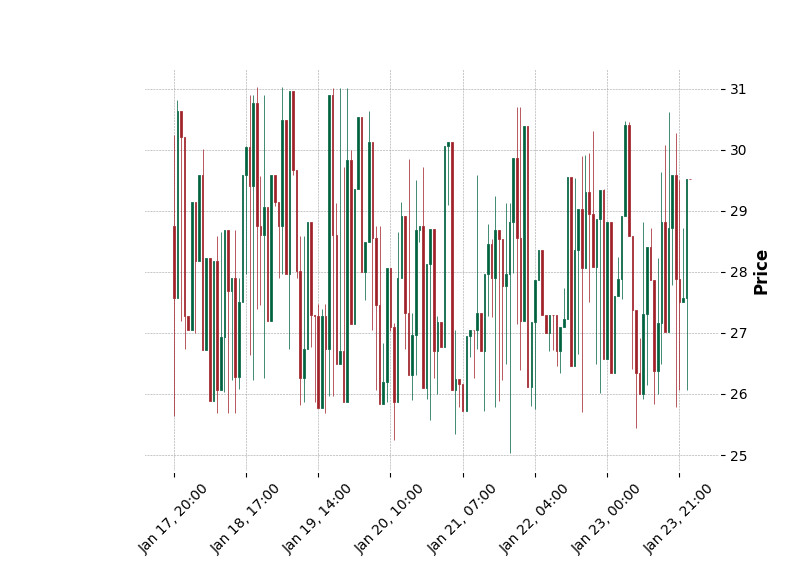 31
30
29
28
27
26
25
Price
Jan 17, 20:00
Jan 18, 17:00
Jan 19, 14:00
Jan 20, 10:00
Jan 21, 07:00
Jan 22, 04:00
Jan 23, 00:00
Jan 23, 21:00